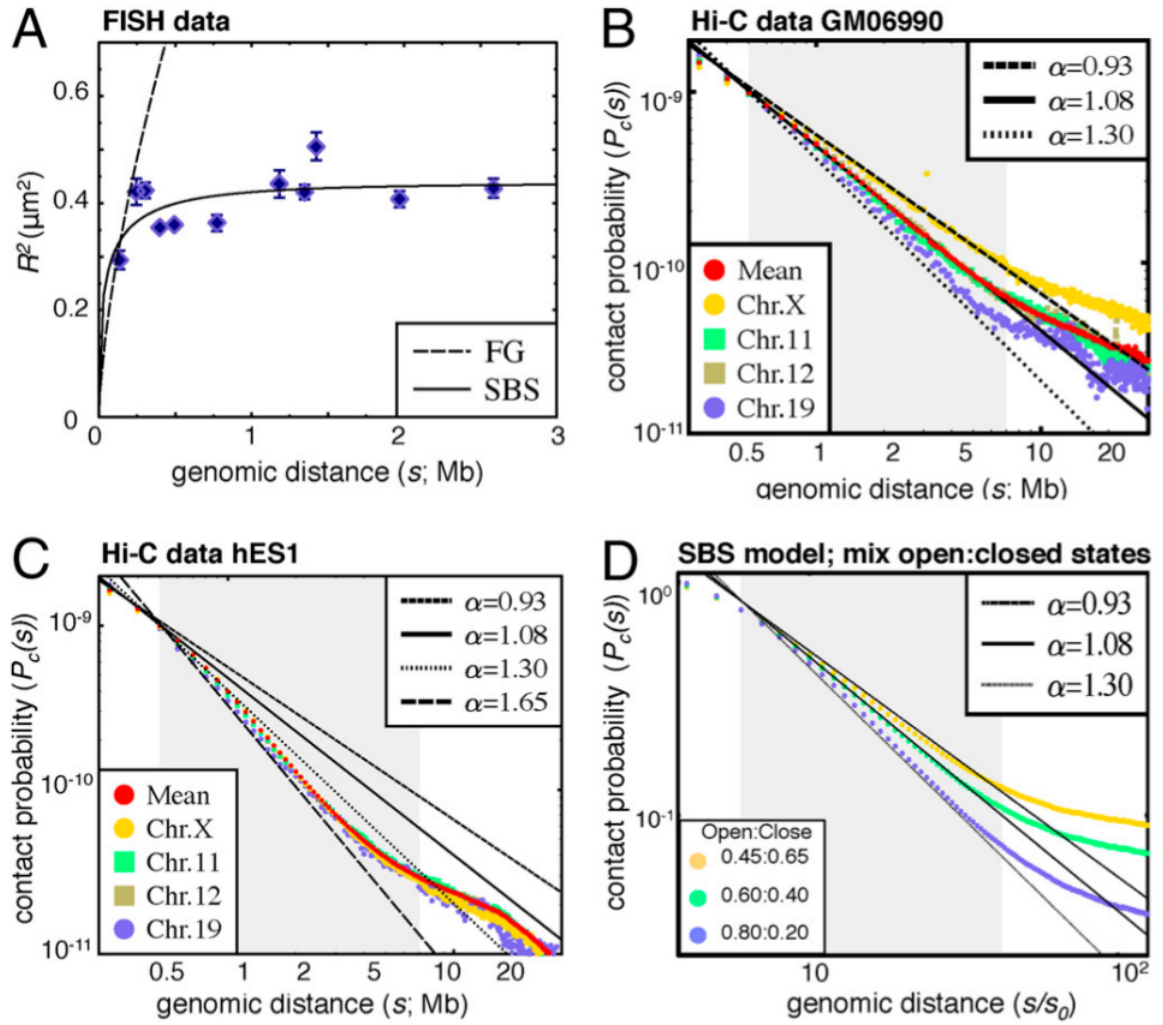 A FISH data
0.6
0.4
0.2
0
R² (μm²)
FG
SBS
0 1 2 3
genomic distance (s; Mb)
B Hi-C data GM06990
α=0.93
α=1.08
α=1.30
10⁻⁹
10⁻¹⁰
10⁻¹¹
contact probability (Pc(s))
Mean
Chr.X
Chr.11
Chr.12
Chr.19
0.5 1 2 5 10 20
genomic distance (s; Mb)
C Hi-C data hES1
α=0.93
α=1.08
α=1.30
α=1.65
10⁻⁹
10⁻¹⁰
10⁻¹¹
contact probability (Pc(s))
Mean
Chr.X
Chr.11
Chr.12
Chr.19
0.5 1 2 5 10 20
genomic distance (s; Mb)
D SBS model; mix open:closed states
α=0.93
α=1.08
α=1.30
10⁰
10⁻¹
contact probability (Pc(s))
Open:Close
0.45:0.65
0.60:0.40
0.80:0.20
10 10²
genomic distance (s/s₀)